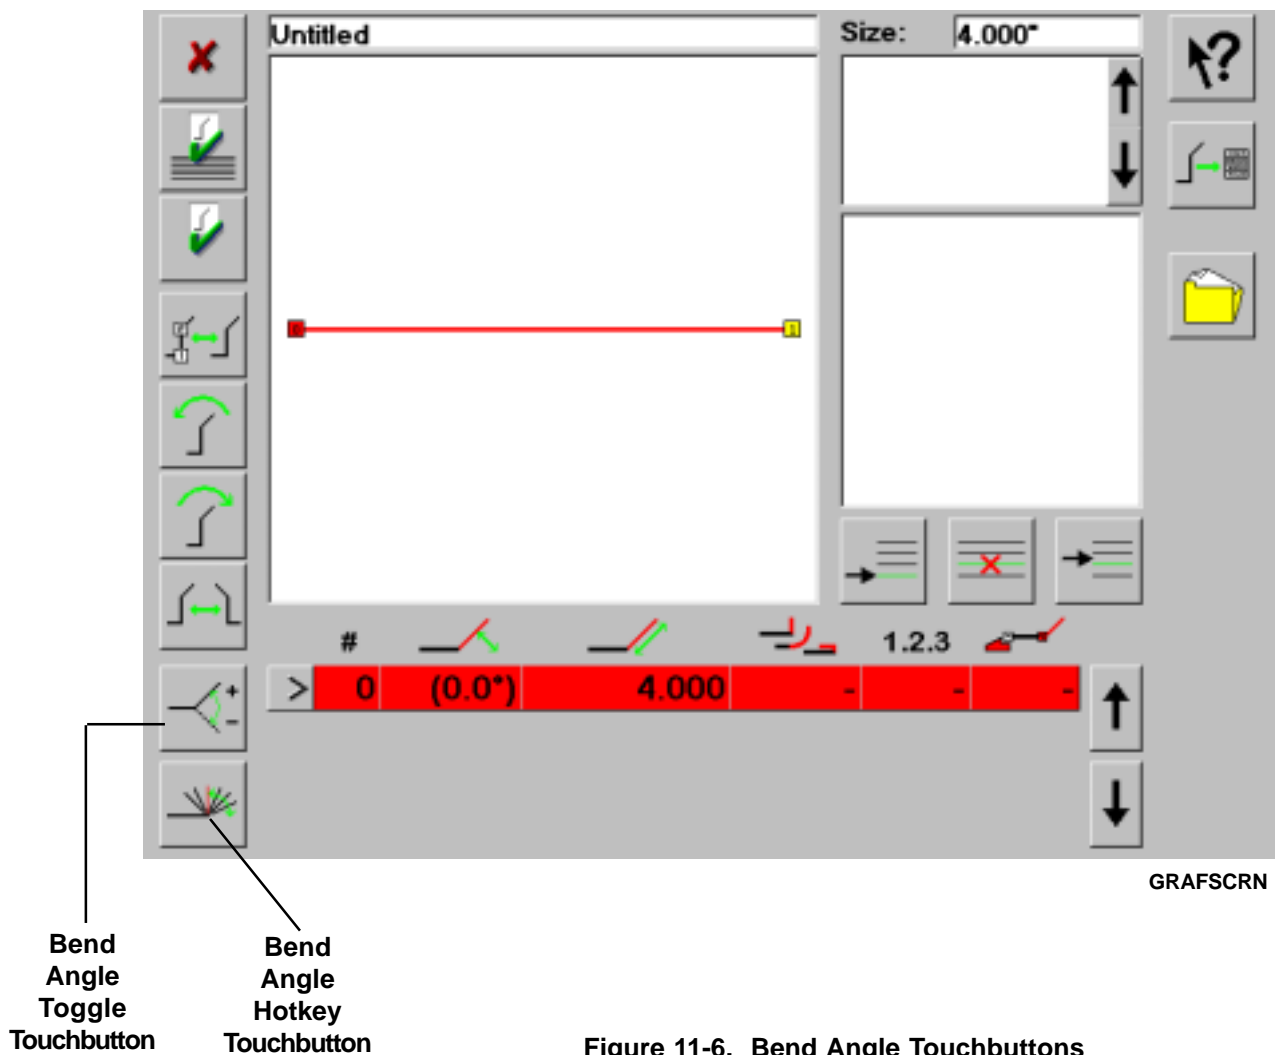 Untitled
Size: 4.000"
# 1.2.3
> 0 (0.0°) 4.000 - - -
GRAFSCRN
Bend
Angle
Toggle
Touchbutton
Bend
Angle
Hotkey
Touchbutton
Figure 11-6. Bend Angle Touchbuttons